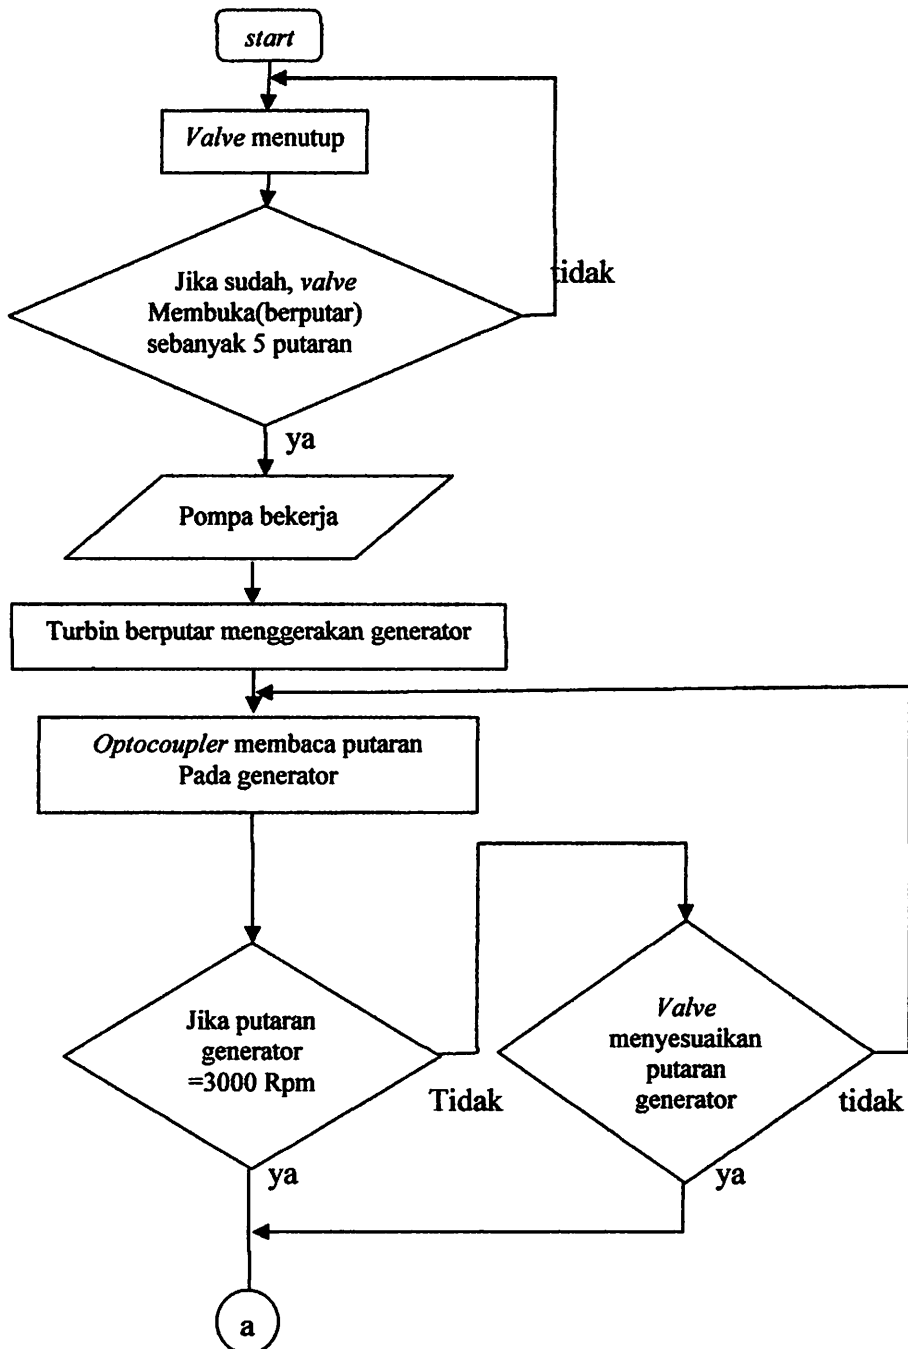 start
Valve menutup
Jika sudah, valve
Membuka(berputar)
sebanyak 5 putaran
tidak
ya
Pompa bekerja
Turbin berputar menggerakan generator
Optocoupler membaca putaran
Pada generator
Jika putaran
generator
=3000 Rpm
Tidak
ya
Valve
menyesuaikan
putaran
generator
tidak
ya
a